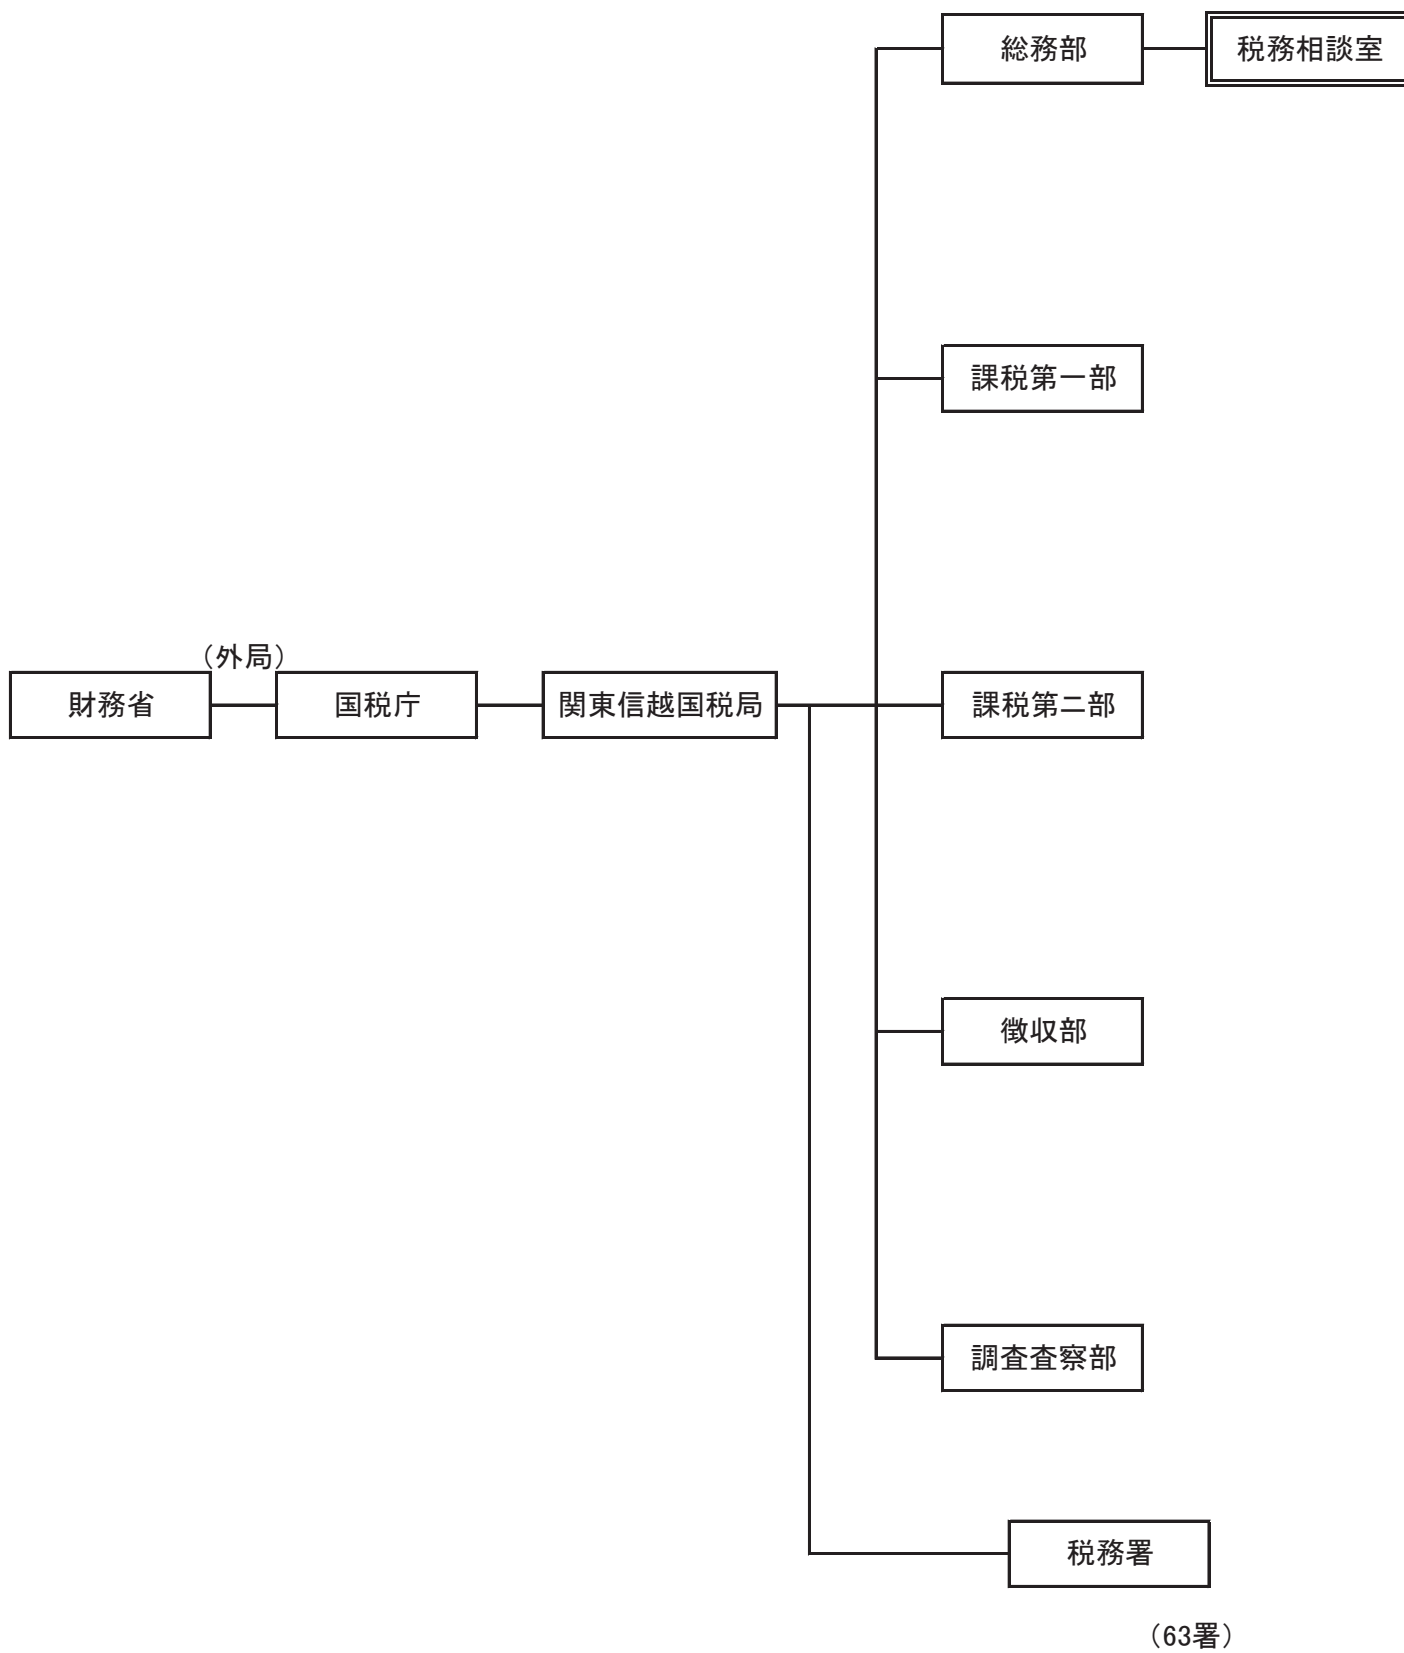 総務部
税務相談室
課税第一部
（外局）
財務省
国税庁
関東信越国税局
課税第二部
徴収部
調査査察部
税務署
（63署）